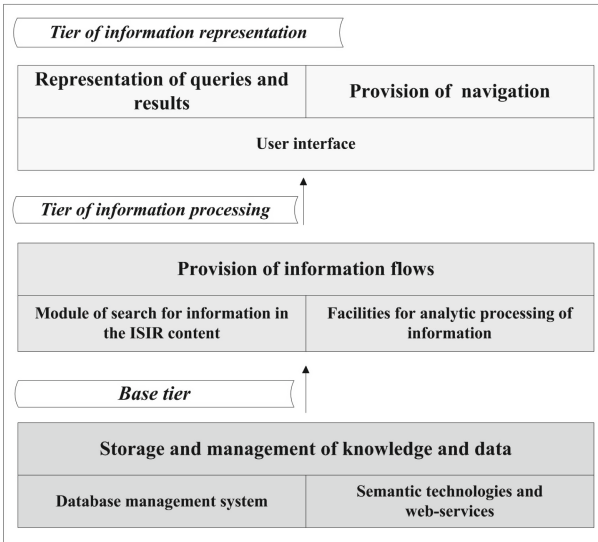 Tier of information representation
Representation of queries and
results
Provision of navigation
User interface
Tier of information processing
Provision of information flows
Module of search for information in
the ISIR content
Facilities for analytic processing of
information
Base tier
Storage and management of knowledge and data
Database management system
Semantic technologies and
web-services